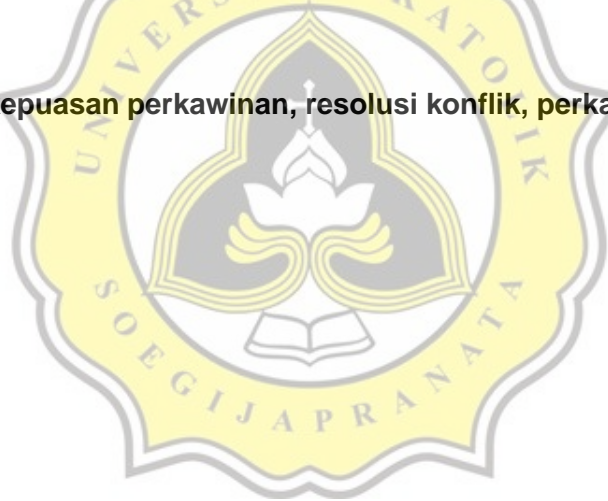 UNIVERSITAS KATOLIK
epuasan perkawinan, resolusi konflik, perka
SOEGIJAPRANATA